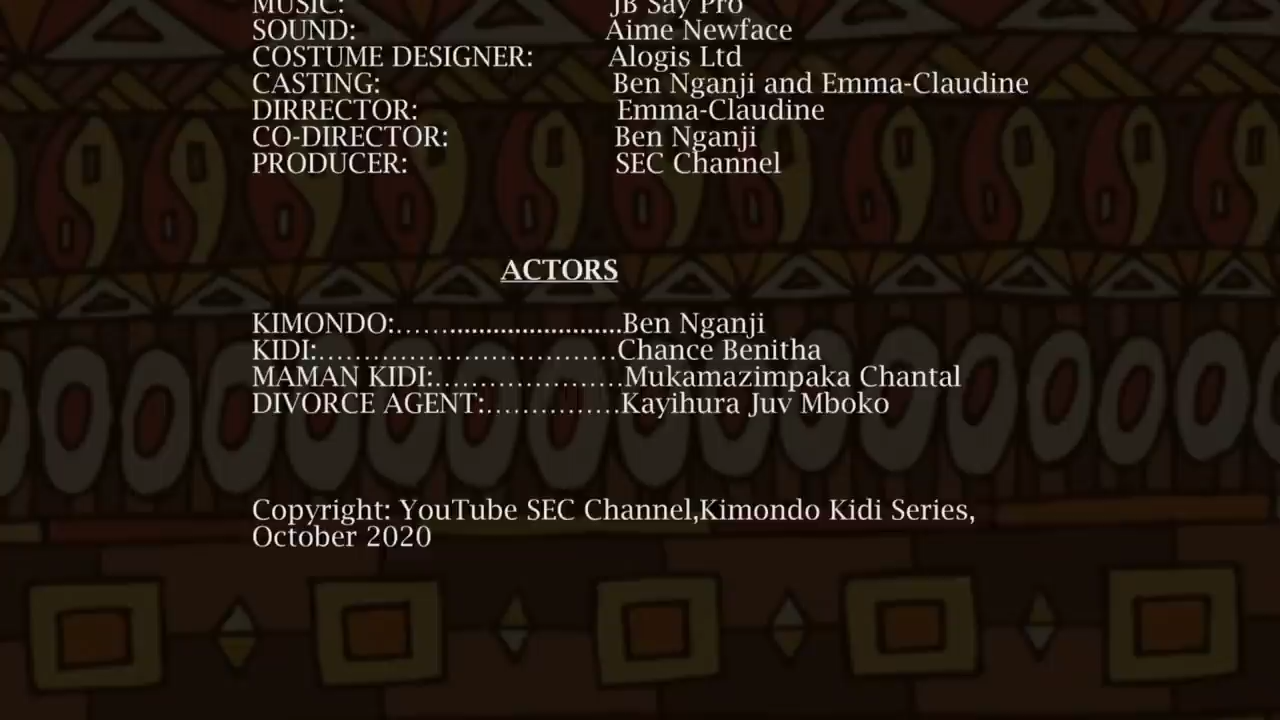 MUSIC: JB Say Pro
SOUND: Aime Newface
COSTUME DESIGNER: Alogis Ltd
CASTING: Ben Nganji and Emma-Claudine
DIRRECTOR: Emma-Claudine
CO-DIRECTOR: Ben Nganji
PRODUCER: SEC Channel
ACTORS
KIMONDO:..............................Ben Nganji
KIDI:.................................Chance Benitha
MAMAN KIDI:.....................Mukamazimpaka Chantal
DIVORCE AGENT:...............Kayihura Juv Mboko
Copyright: YouTube SEC Channel,Kimondo Kidi Series,
October 2020